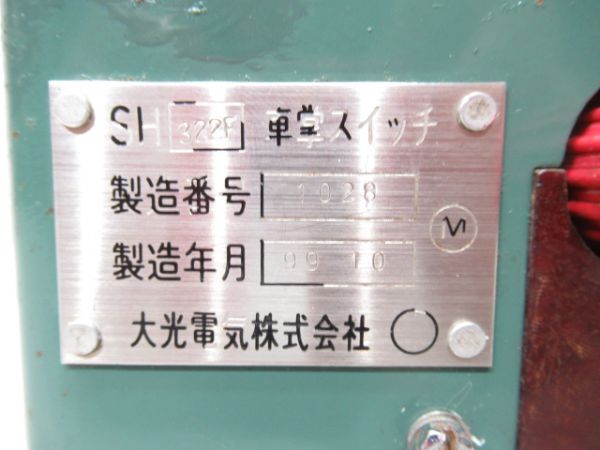 SH 322F 車掌スイッチ
製造番号 1028
M
製造年月 99 10
大光電気株式会社